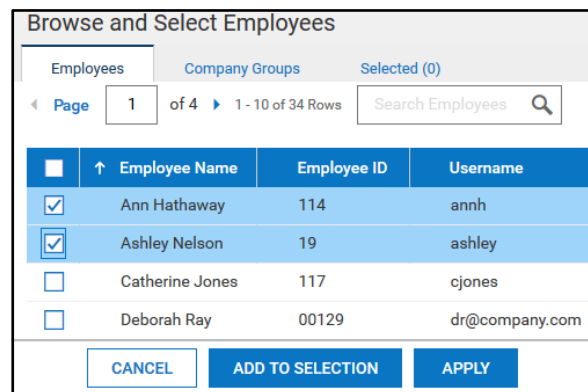 Browse and Select Employees
Employees Company Groups Selected (0)
Page 1 of 4 1 - 10 of 34 Rows Search Employees
Employee Name Employee ID Username
Ann Hathaway 114 annh
Ashley Nelson 19 ashley
Catherine Jones 117 cjones
Deborah Ray 00129 dr@company.com
CANCEL ADD TO SELECTION APPLY